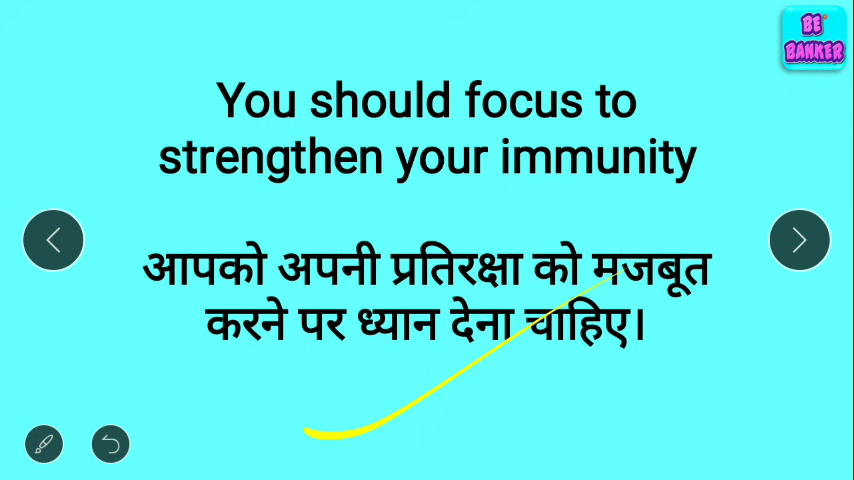 BE
BANKER
You should focus to
strengthen your immunity
आपको अपनी प्रतिरक्षा को मजबूत
करने पर ध्यान देना चाहिए।